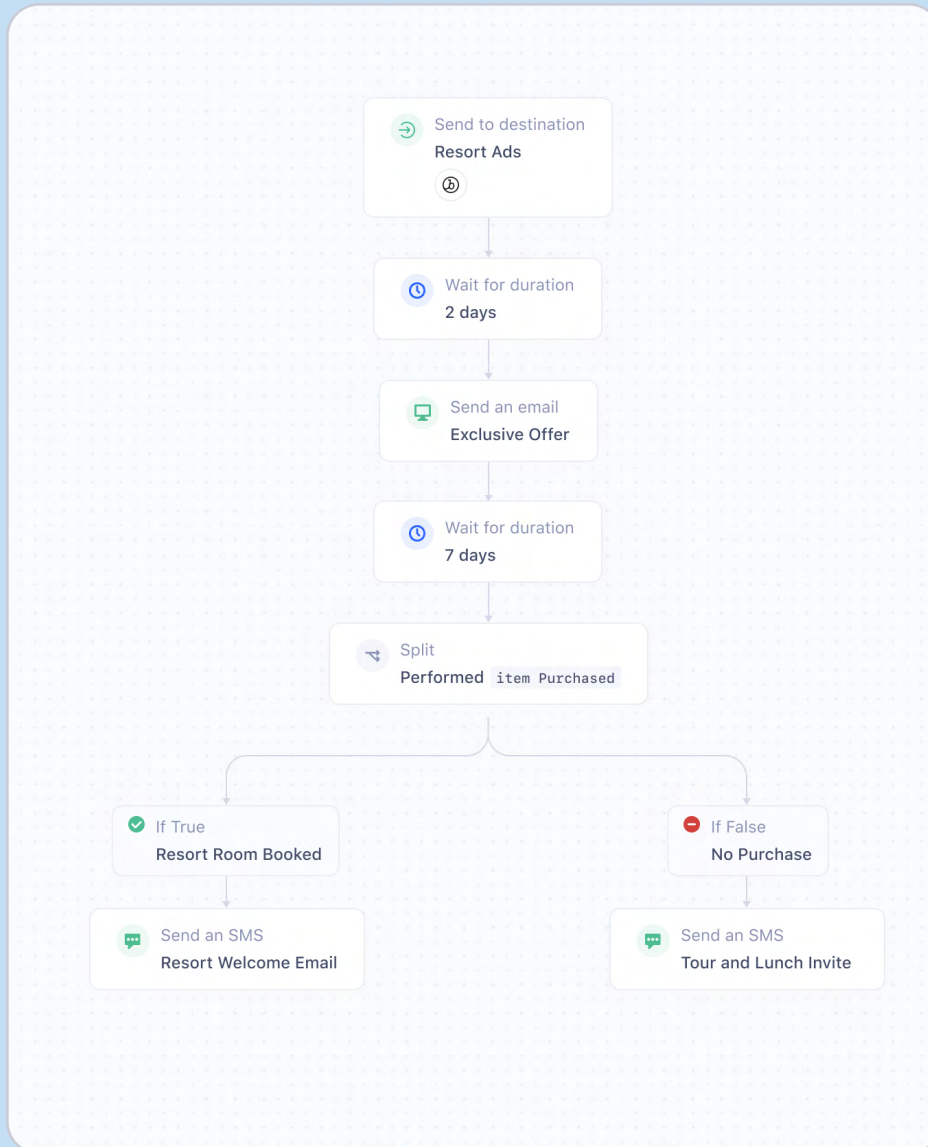 Send to destination
Resort Ads
Wait for duration
2 days
Send an email
Exclusive Offer
Wait for duration
7 days
Split
Performed item Purchased
If True
Resort Room Booked
If False
No Purchase
Send an SMS
Resort Welcome Email
Send an SMS
Tour and Lunch Invite